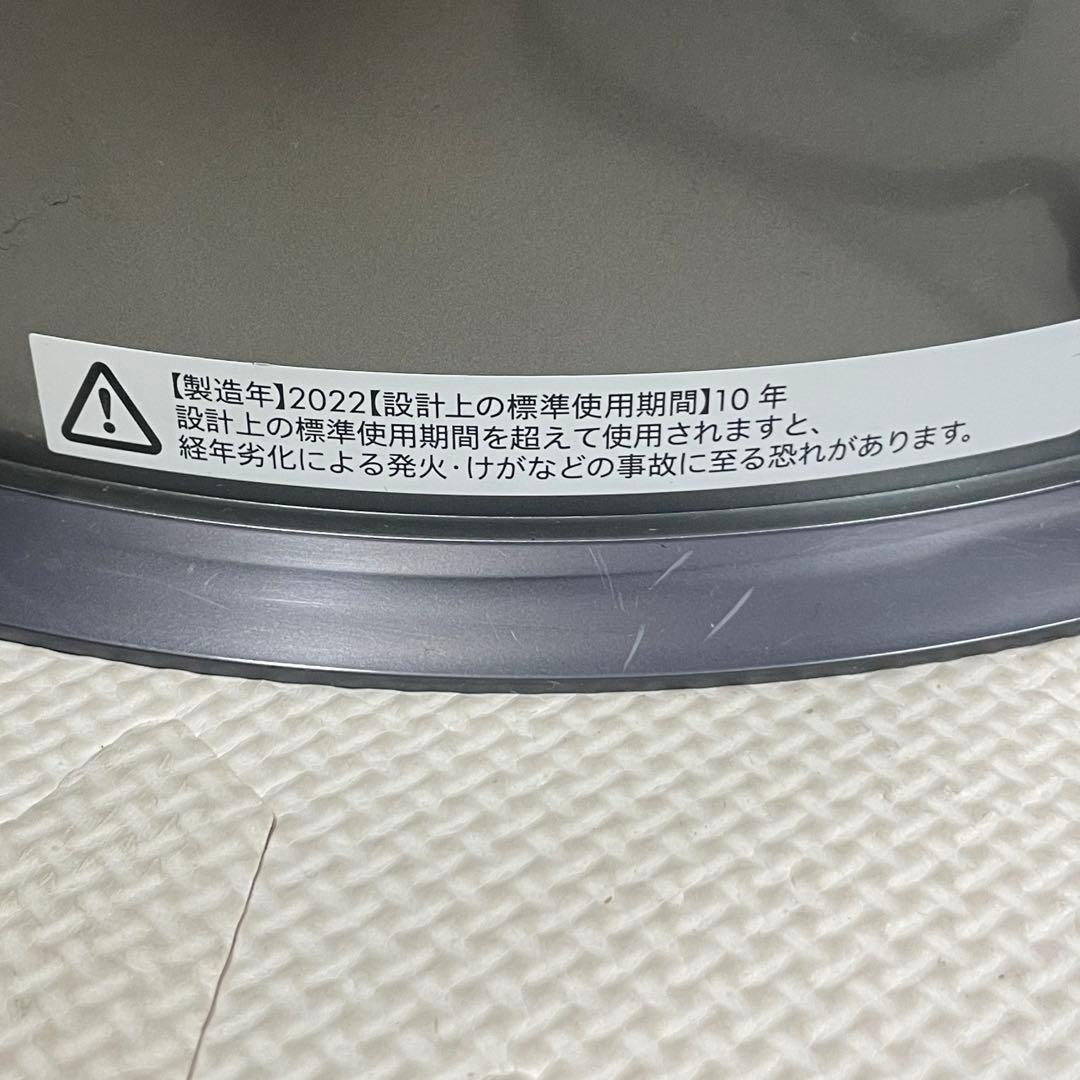 【製造年】2022【設計上の標準使用期間】10 年
設計上の標準使用期間を超えて使用されますと、
経年劣化による発火・けがなどの事故に至る恐れがあります。